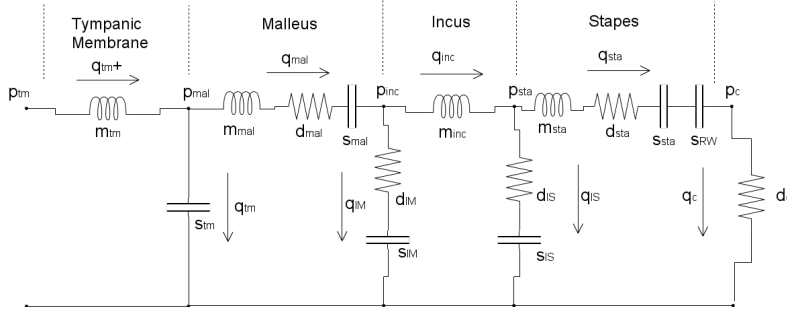 Tympanic
Membrane
Malleus
Incus
Stapes
qtm+
qmal
qinc
qsta
ptm
pmal
pinc
psta
pc
mtm
mmal
dmal
smal
minc
msta
dsta
ssta
sRW
qtm
stm
qIM
dIM
sIM
dIS
qIS
sIS
qc